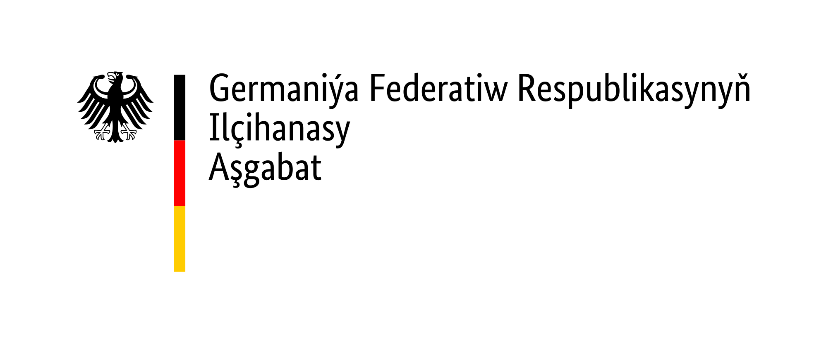 Germaniýa Federatiw Respublikasynyň
Ilçihanasy
Aşgabat